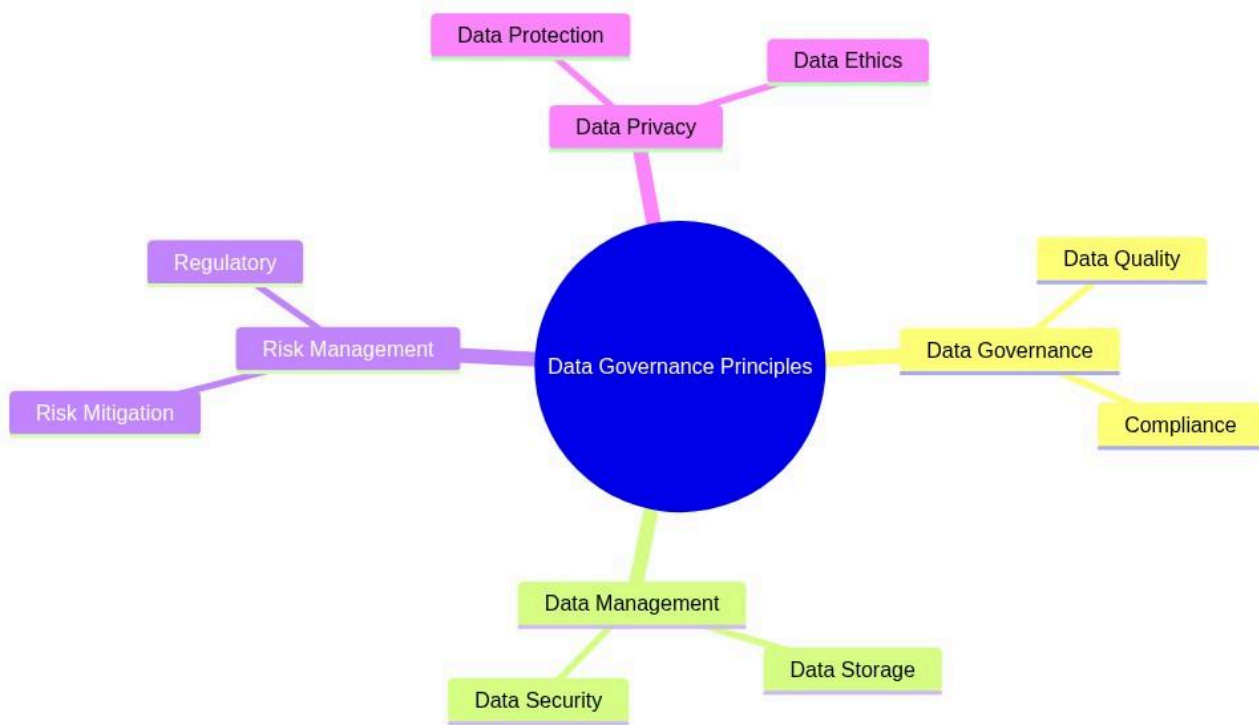 Data Protection
Data Ethics
Data Privacy
Regulatory
Data Quality
Risk Management
Data Governance Principles
Data Governance
Risk Mitigation
Compliance
Data Management
Data Storage
Data Security